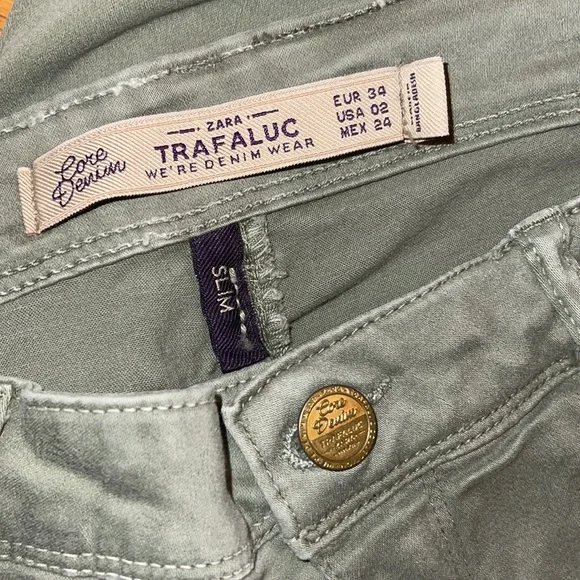 Core
Denim
ZARA
TRAFALUC
WE'RE DENIM WEAR
EUR 34
USA 02
MEX 24
BANGLADESH
SLIM
Core
Denim
TRAFALUC